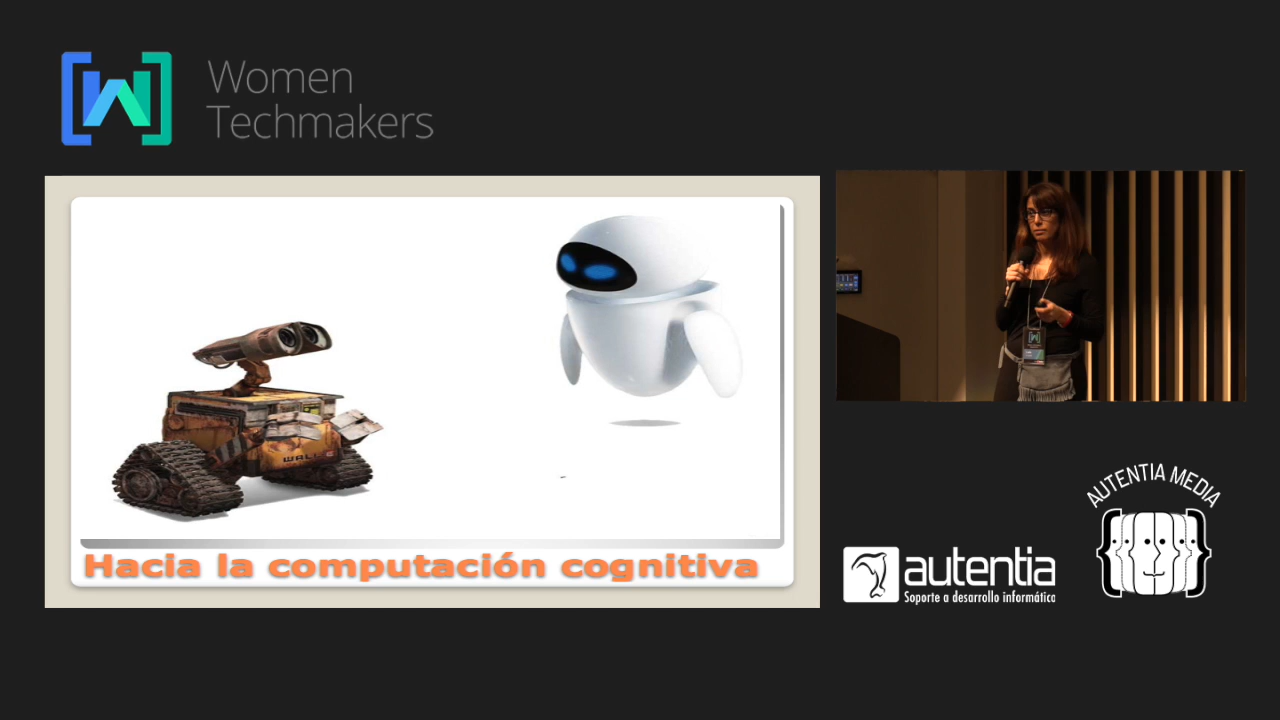 Women
Techmakers
WALL·E
Hacia la computación cognitiva
AUTENTIA MEDIA
autentia
Soporte a desarrollo informático